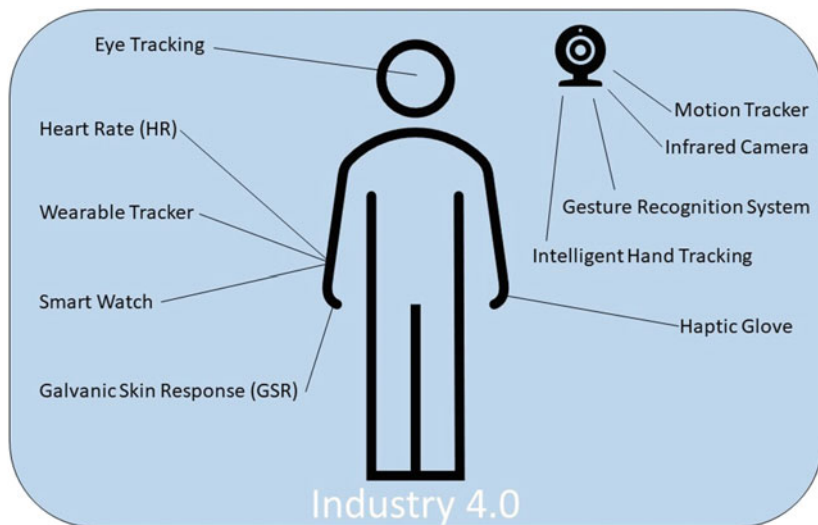 Eye Tracking
Heart Rate (HR)
Wearable Tracker
Smart Watch
Galvanic Skin Response (GSR)
Motion Tracker
Infrared Camera
Gesture Recognition System
Intelligent Hand Tracking
Haptic Glove
Industry 4.0